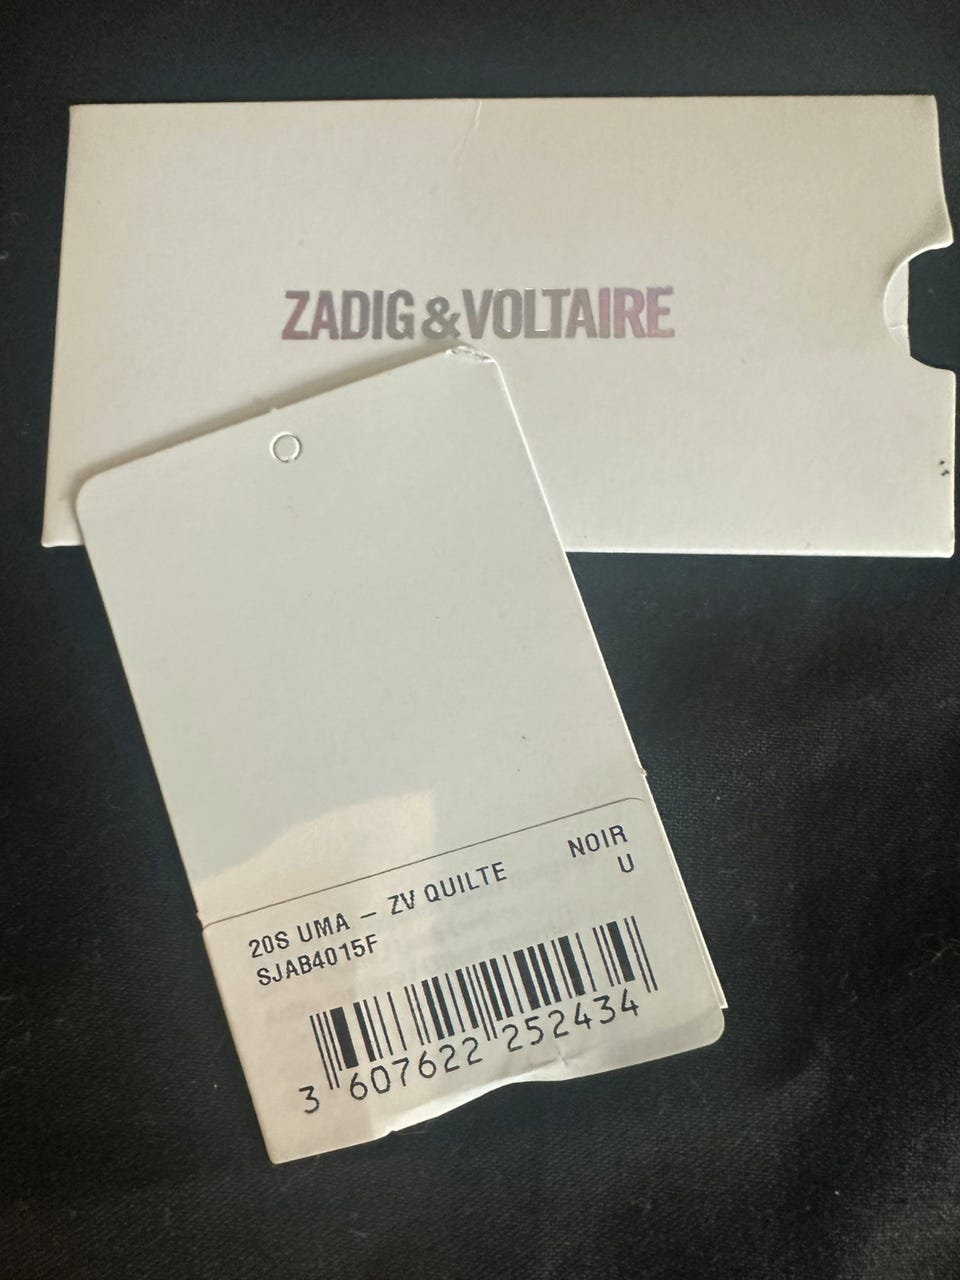 ZADIG&VOLTAIRE
20S UMA – ZV QUILTE NOIR
SJAB4015F U
3 607622 252434